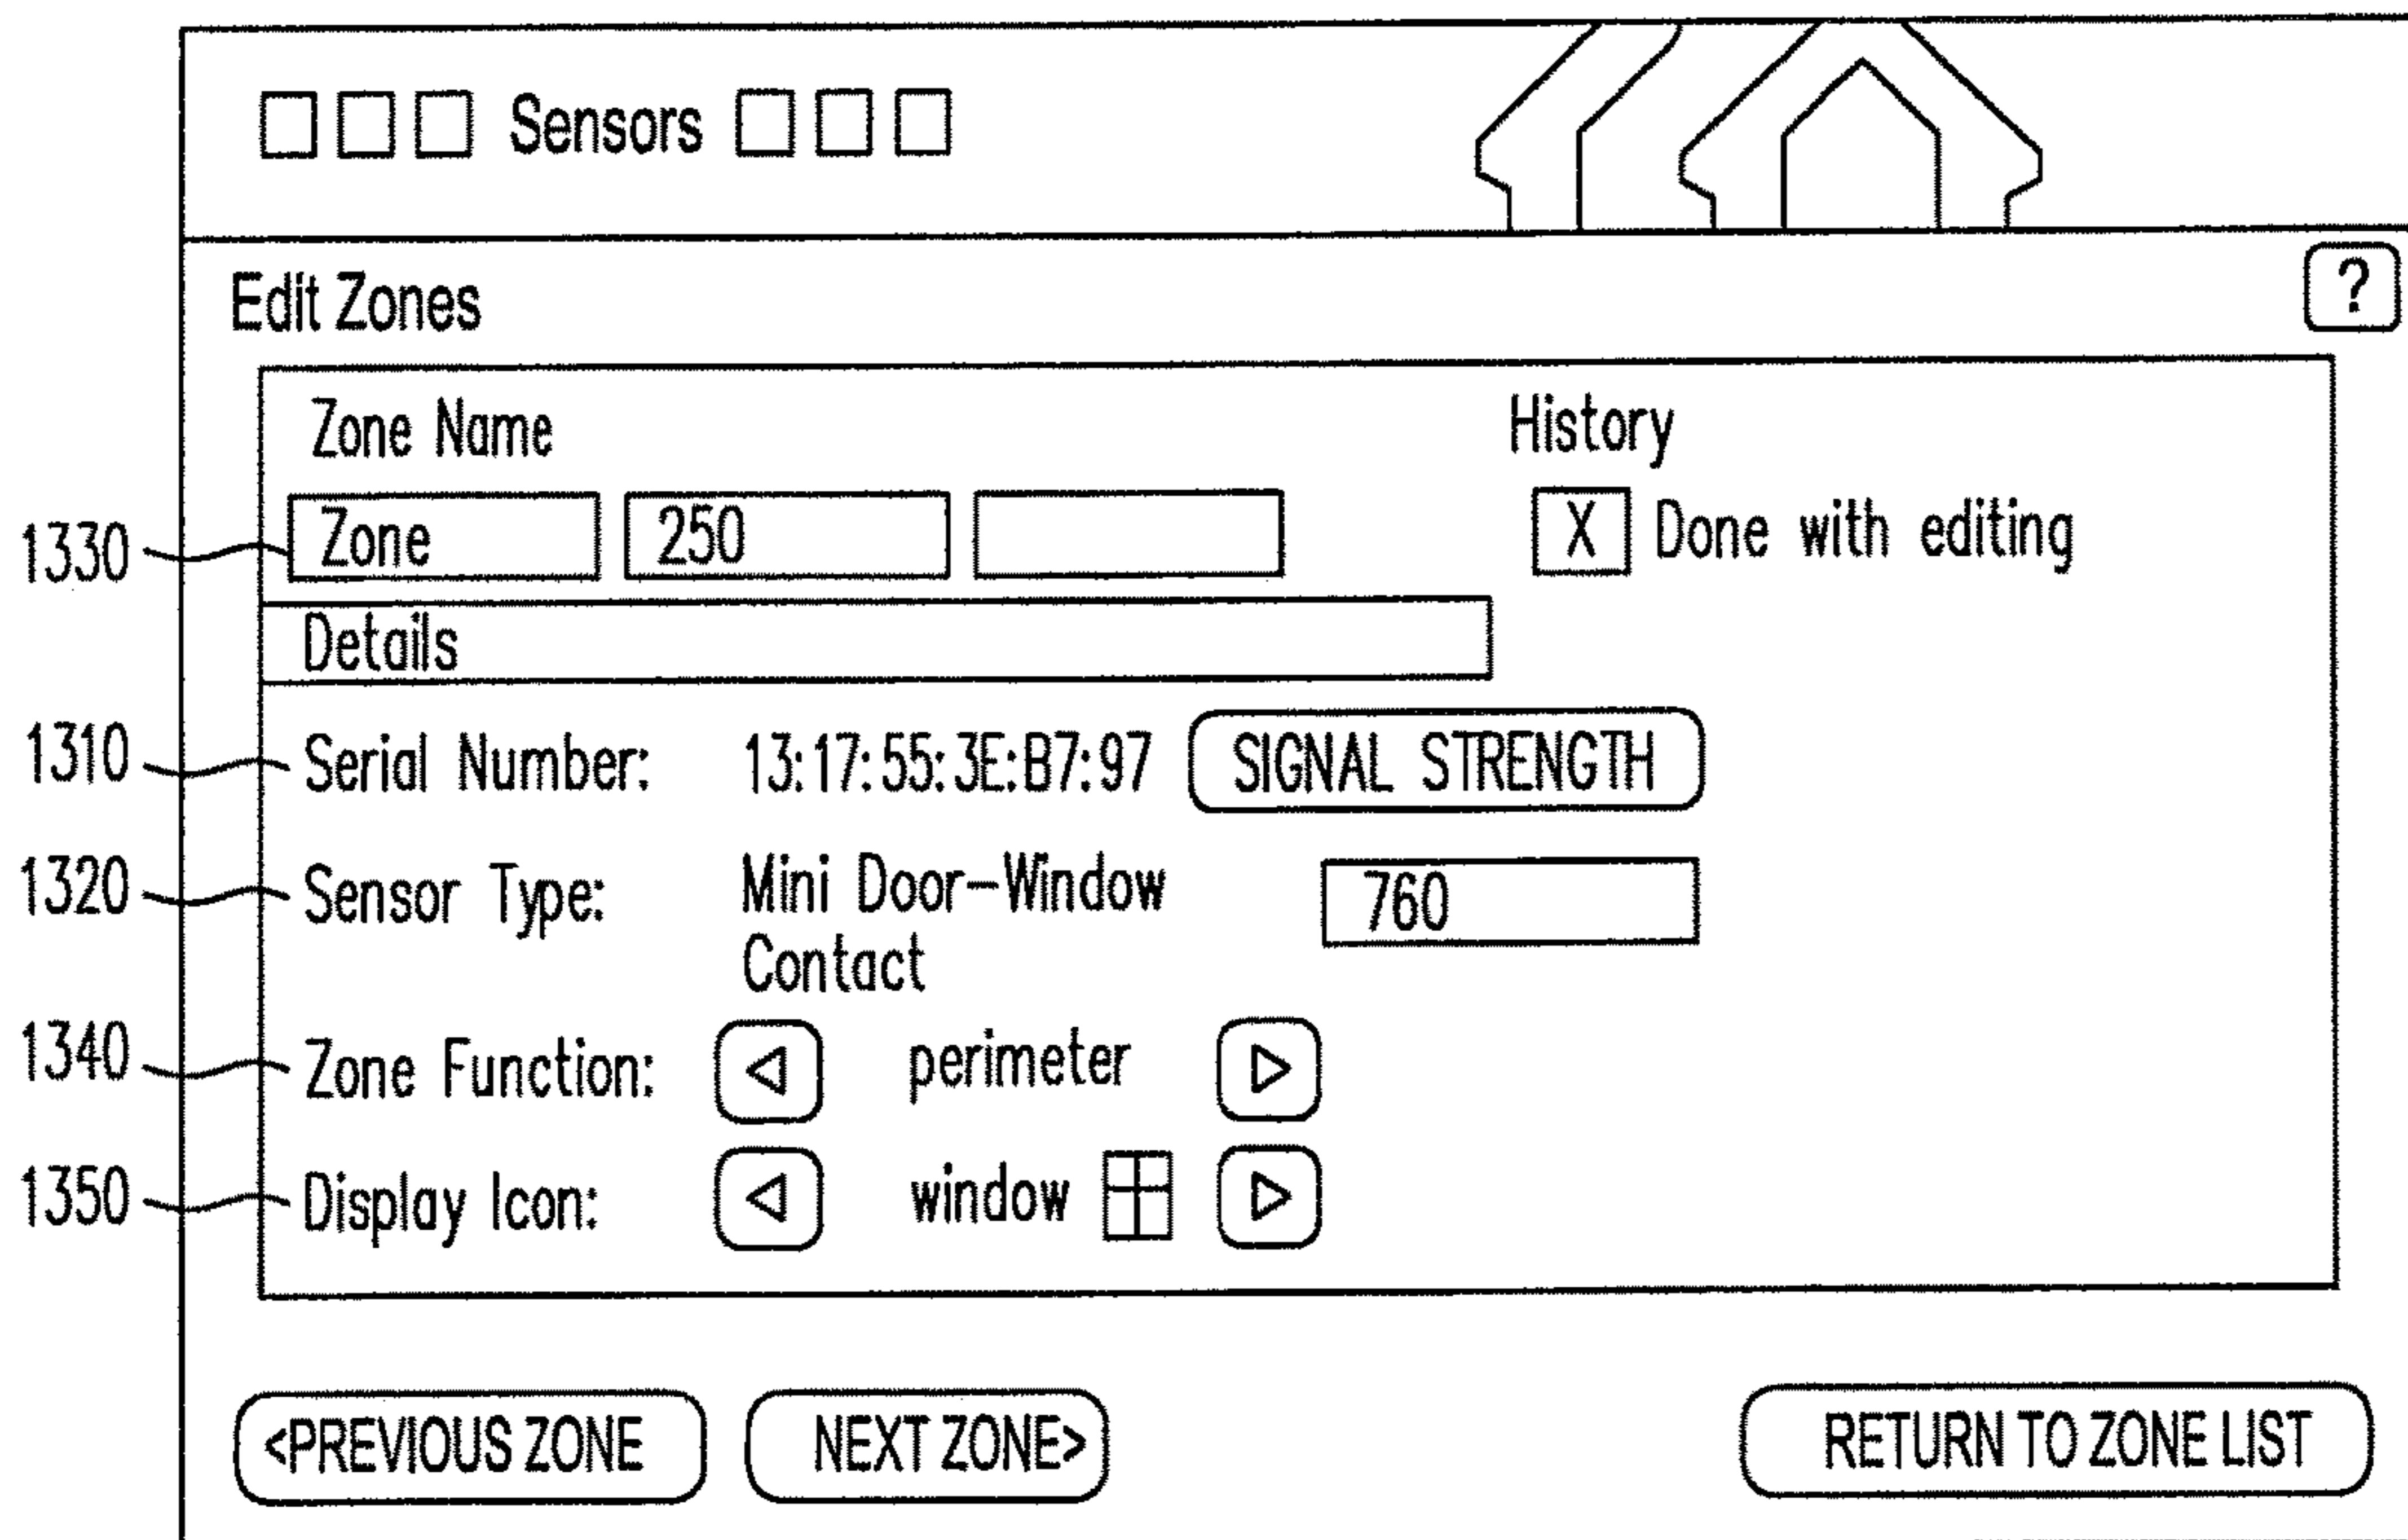 Sensors
Edit Zones
?
Zone Name
History
1330
Zone
250
X
Done with editing
Details
1310
Serial Number:
13:17:55:3E:B7:97
SIGNAL STRENGTH
1320
Sensor Type:
Mini Door-Window
Contact
760
1340
Zone Function:
perimeter
1350
Display Icon:
window
<PREVIOUS ZONE
NEXT ZONE>
RETURN TO ZONE LIST